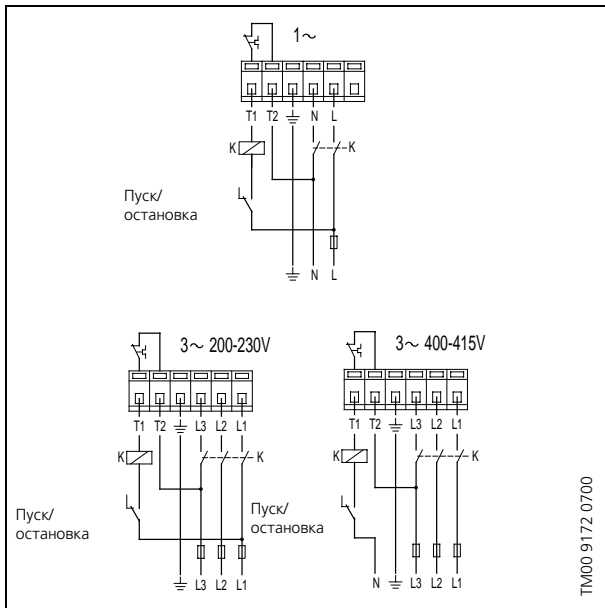 1~
T1 T2 N L
K K
Пуск/
остановка
N L
3~ 200-230V
T1 T2 L3 L2 L1
K K
Пуск/
остановка
L3 L2 L1
3~ 400-415V
T1 T2 L3 L2 L1
K K
Пуск/
остановка
N L3 L2 L1
TM00 9172 0700